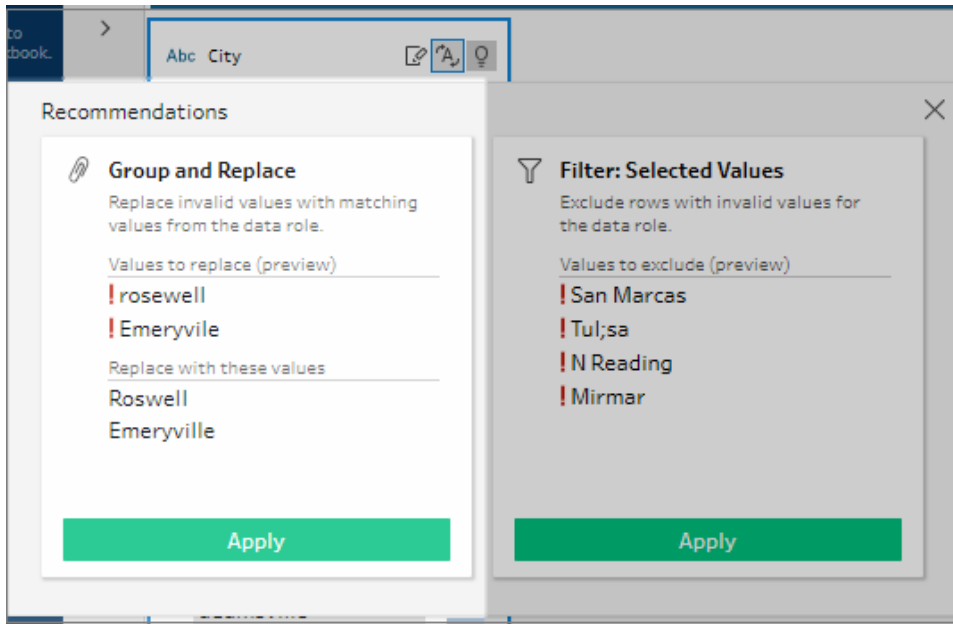 to
Abc City
Recommendations
Group and Replace
Replace invalid values with matching
values from the data role.
Values to replace (preview)
! rosewell
! Emeryvile
Replace with these values
Roswell
Emeryville
Apply
Filter: Selected Values
Exclude rows with invalid values for
the data role.
Values to exclude (preview)
! San Marcas
! Tul;sa
! N Reading
! Mirmar
Apply